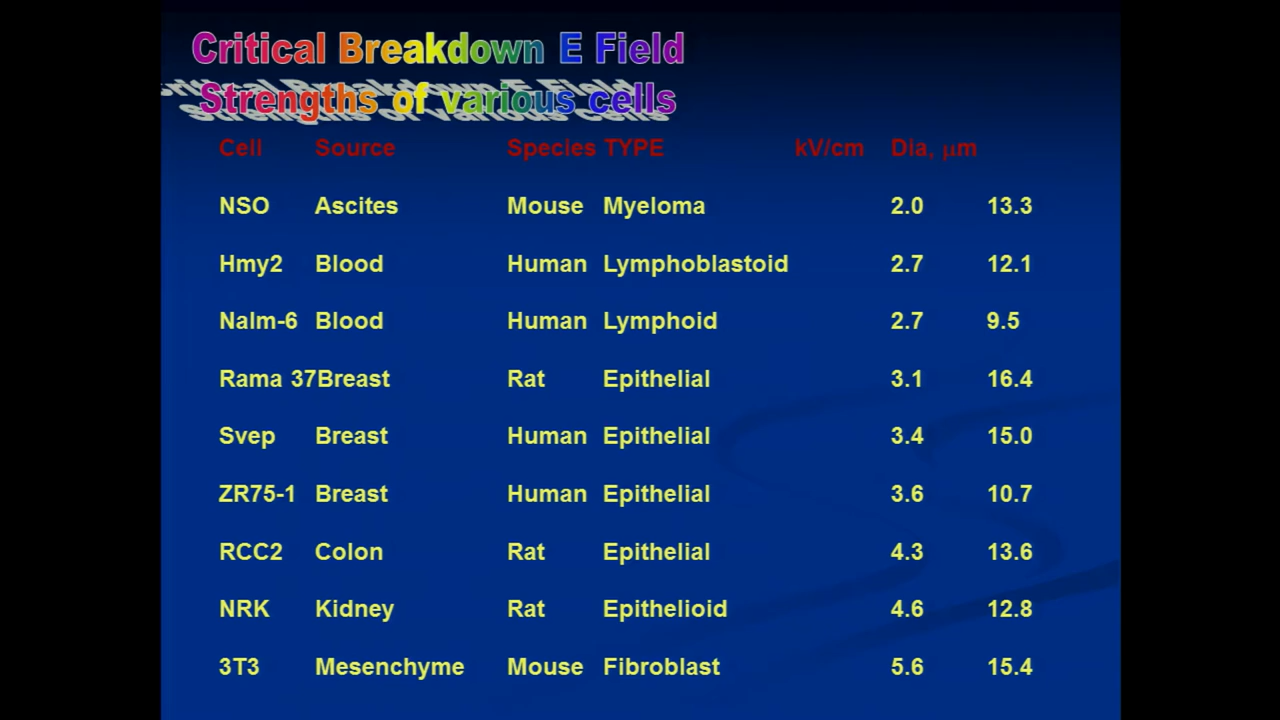 Critical Breakdown E Field
Strengths of various cells
Cell Source Species TYPE kV/cm Dia, μm
NSO Ascites Mouse Myeloma 2.0 13.3
Hmy2 Blood Human Lymphoblastoid 2.7 12.1
Nalm-6 Blood Human Lymphoid 2.7 9.5
Rama 37Breast Rat Epithelial 3.1 16.4
Svep Breast Human Epithelial 3.4 15.0
ZR75-1 Breast Human Epithelial 3.6 10.7
RCC2 Colon Rat Epithelial 4.3 13.6
NRK Kidney Rat Epithelioid 4.6 12.8
3T3 Mesenchyme Mouse Fibroblast 5.6 15.4